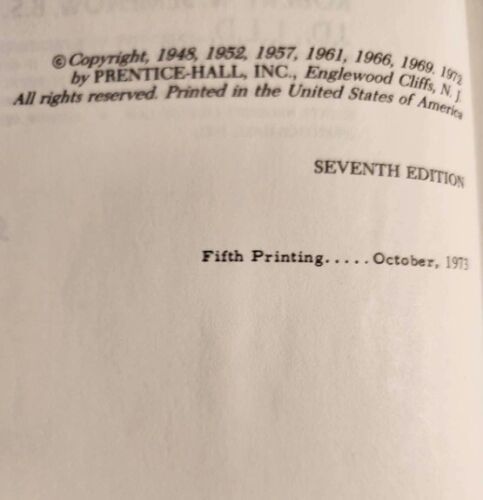 © Copyright, 1948, 1952, 1957, 1961, 1966, 1969, 1972
by PRENTICE-HALL, INC., Englewood Cliffs, N. J.
All rights reserved. Printed in the United States of America
SEVENTH EDITION
Fifth Printing.....October, 1973